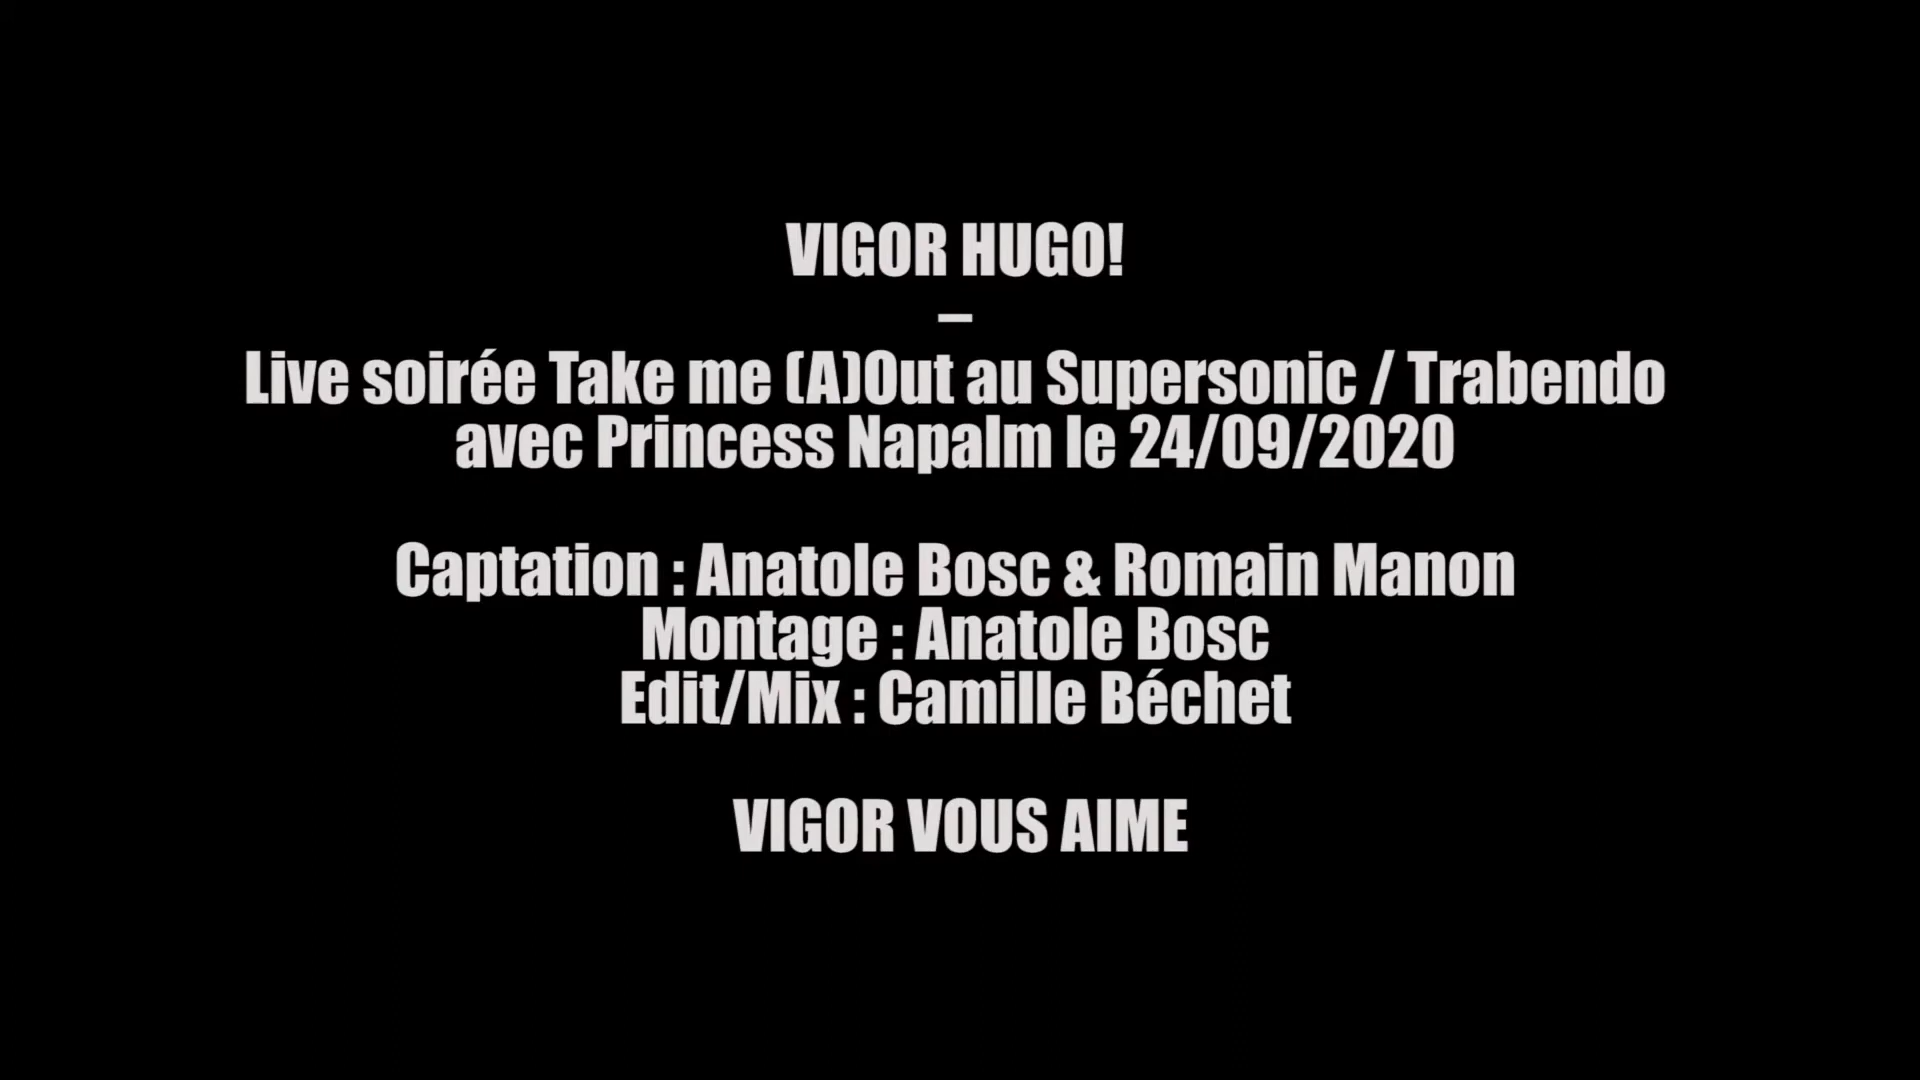 VIGOR HUGO!
–
Live soirée Take me (A)Out au Supersonic / Trabendo
avec Princess Napalm le 24/09/2020
Captation : Anatole Bosc & Romain Manon
Montage : Anatole Bosc
Edit/Mix : Camille Béchet
VIGOR VOUS AIME